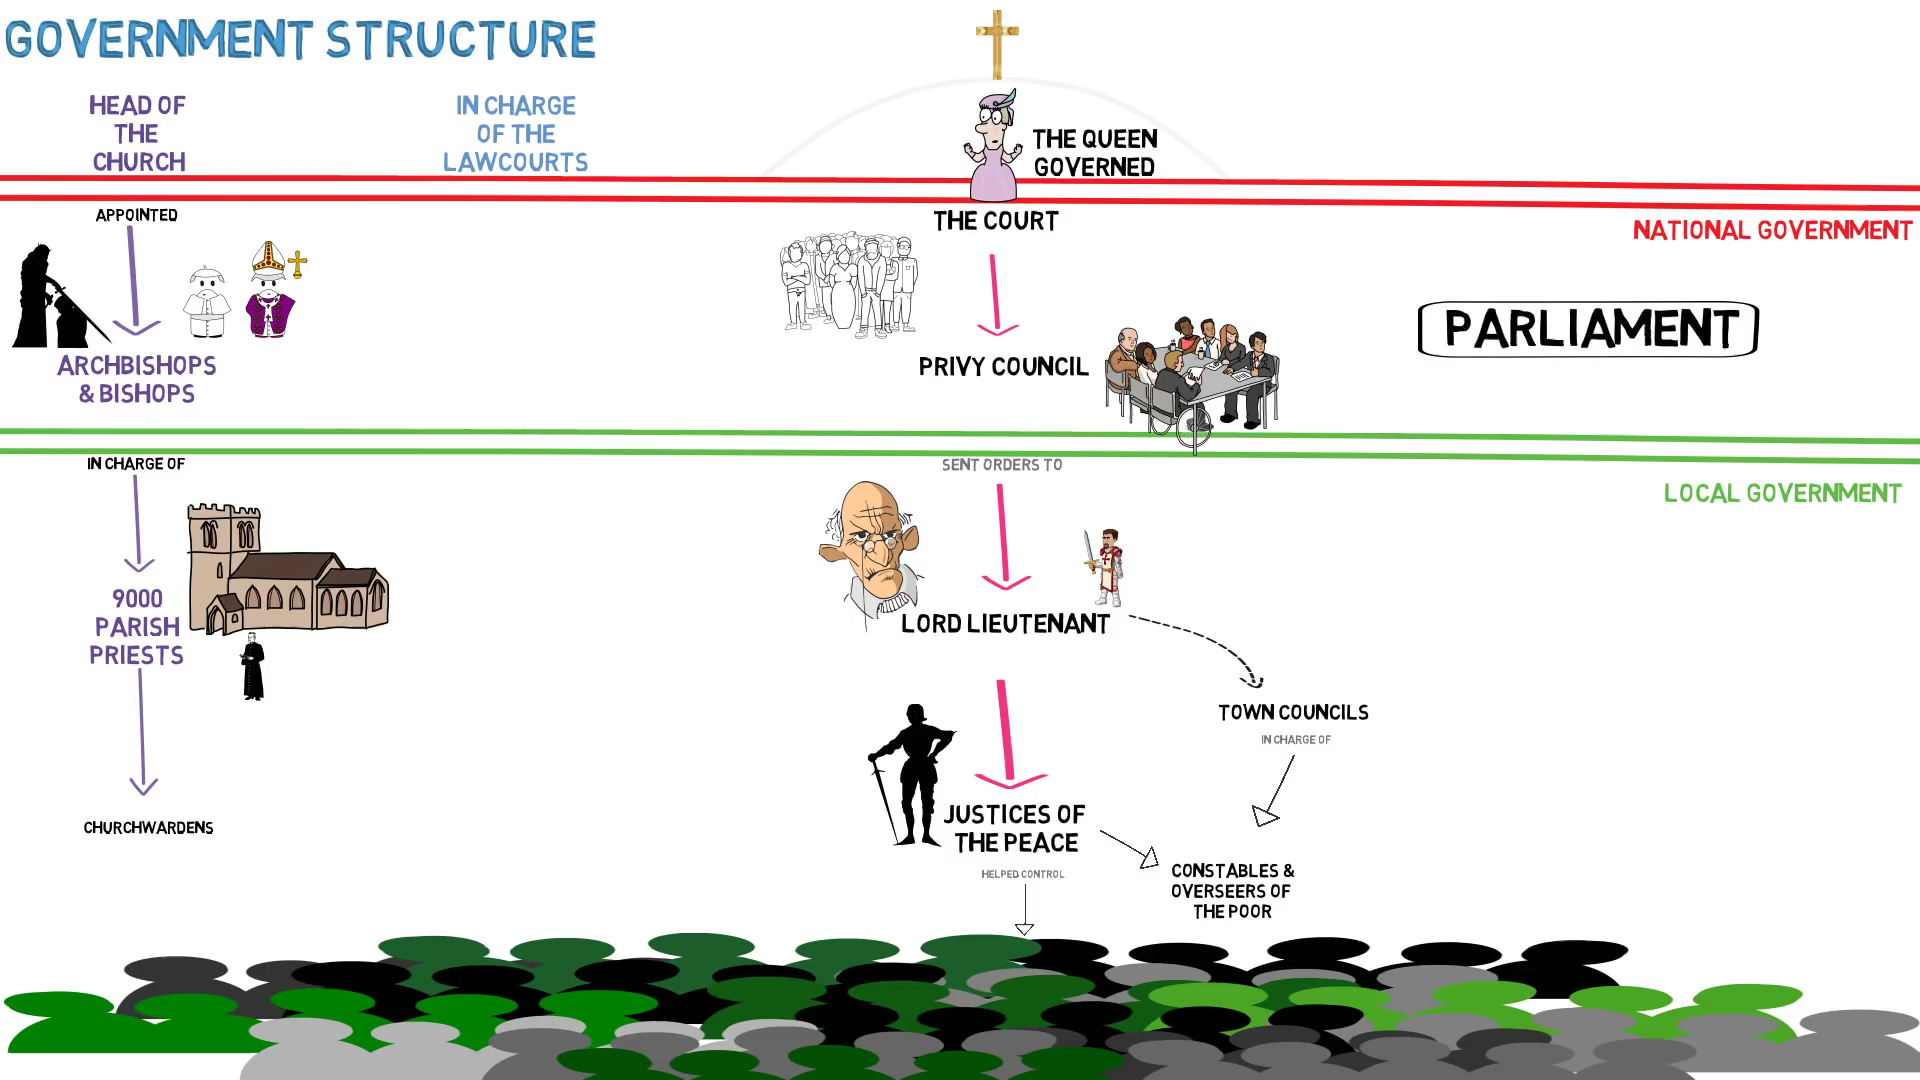 GOVERNMENT STRUCTURE
HEAD OF
THE
CHURCH
IN CHARGE
OF THE
LAWCOURTS
THE QUEEN
GOVERNED
APPOINTED
THE COURT
NATIONAL GOVERNMENT
PARLIAMENT
ARCHBISHOPS
& BISHOPS
PRIVY COUNCIL
IN CHARGE OF
SENT ORDERS TO
LOCAL GOVERNMENT
9000
PARISH
PRIESTS
LORD LIEUTENANT
TOWN COUNCILS
IN CHARGE OF
CHURCHWARDENS
JUSTICES OF
THE PEACE
HELPED CONTROL
CONSTABLES &
OVERSEERS OF
THE POOR